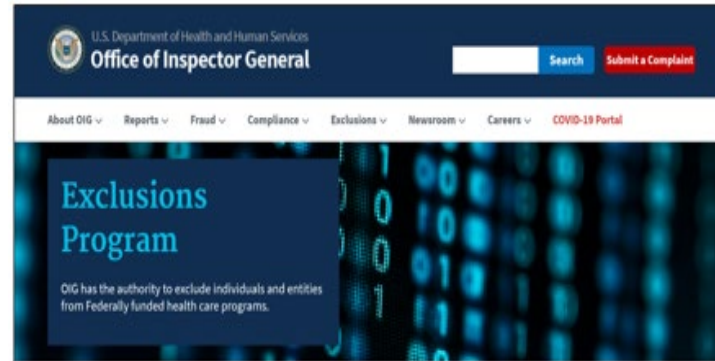 U.S. Department of Health and Human Services
Office of Inspector General
Search
Submit a Complaint
About OIG
Reports
Fraud
Compliance
Exclusions
Newsroom
Careers
COVID-19 Portal
Exclusions
Program
OIG has the authority to exclude individuals and entities
from Federally funded health care programs.